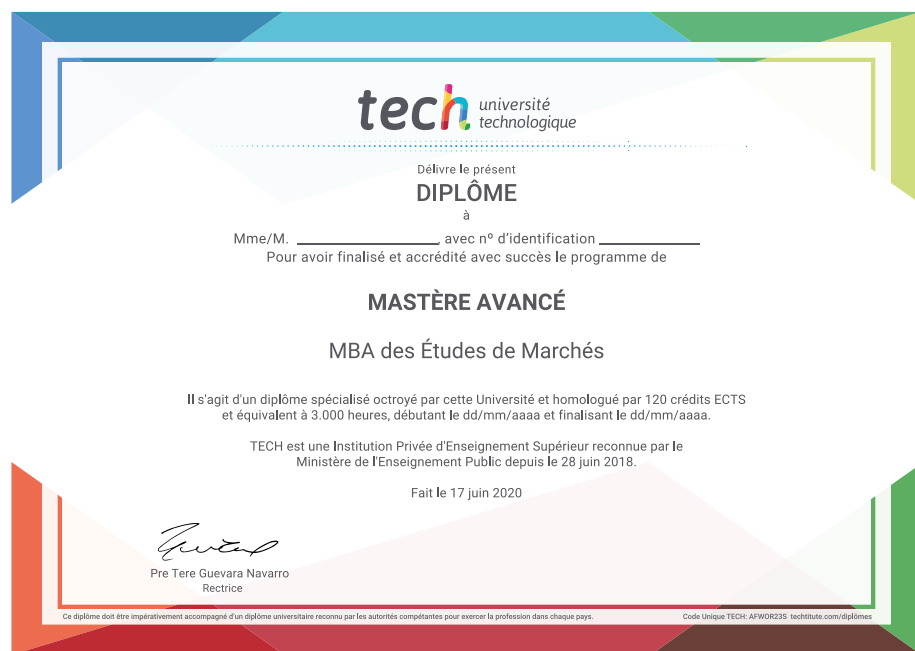 tech université
technologique
Délivre le présent
DIPLÔME
à
Mme/M. ____________________, avec nº d'identification ______________
Pour avoir finalisé et accrédité avec succès le programme de
MASTÈRE AVANCÉ
MBA des Études de Marchés
Il s'agit d'un diplôme spécialisé octroyé par cette Université et homologué par 120 crédits ECTS
et équivalent à 3.000 heures, débutant le dd/mm/aaaa et finalisant le dd/mm/aaaa.
TECH est une Institution Privée d'Enseignement Supérieur reconnue par le
Ministère de l'Enseignement Public depuis le 28 juin 2018.
Fait le 17 juin 2020
Pre Tere Guevara Navarro
Rectrice
Ce diplôme doit être impérativement accompagné d'un diplôme universitaire reconnu par les autorités compétentes pour exercer la profession dans chaque pays.
Code Unique TECH: AFWOR23S techtitute.com/diplômes